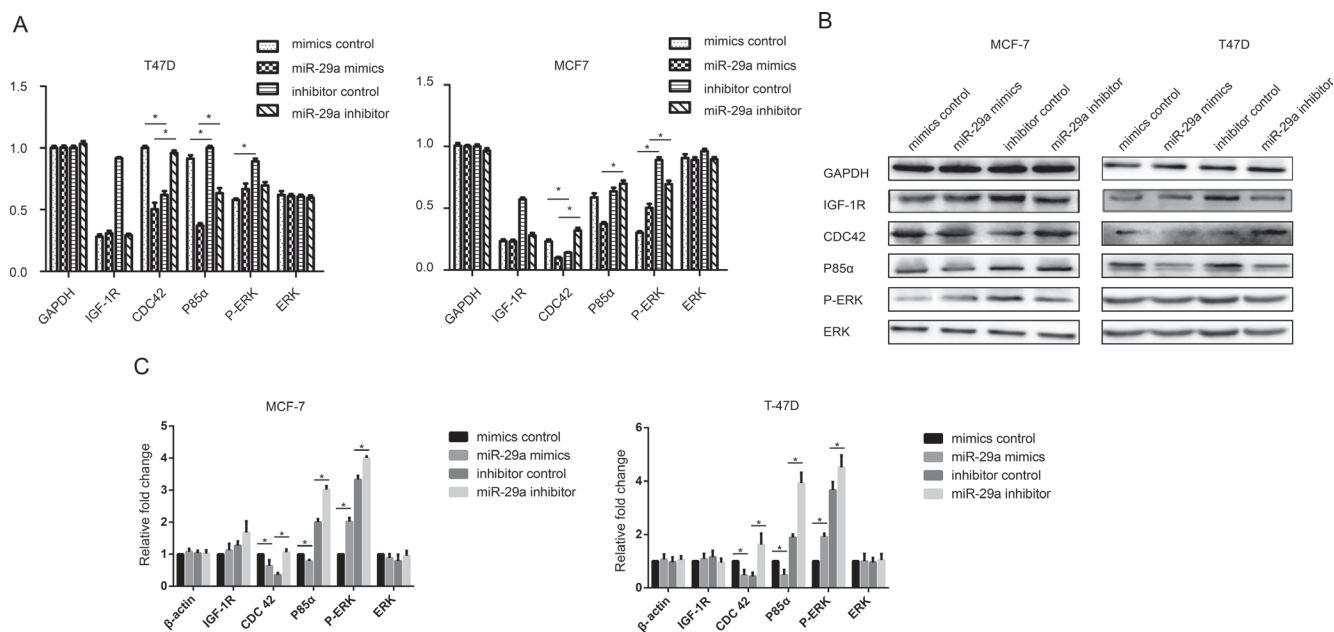 A
T47D
mimics control
miR-29a mimics
inhibitor control
miR-29a inhibitor
1.5
1.0
0.5
0.0
* * * * *
GAPDH IGF-1R CDC42 P85α P-ERK ERK
MCF7
mimics control
miR-29a mimics
inhibitor control
miR-29a inhibitor
1.5
1.0
0.5
0.0
* * * * *
GAPDH IGF-1R CDC42 P85α P-ERK ERK
B
MCF-7 T47D
mimics control miR-29a mimics inhibitor control miR-29a inhibitor mimics control miR-29a mimics inhibitor control miR-29a inhibitor
GAPDH
IGF-1R
CDC42
P85α
P-ERK
ERK
C
MCF-7
Relative fold change
5
4
3
2
1
0
* * * * * *
β-actin IGF-1R CDC 42 P85α P-ERK ERK
mimics control
miR-29a mimics
inhibitor control
miR-29a inhibitor
T-47D
Relative fold change
6
4
2
0
* * * * * *
β-actin IGF-1R CDC 42 P85α P-ERK ERK
mimics control
miR-29a mimics
inhibitor control
miR-29a inhibitor